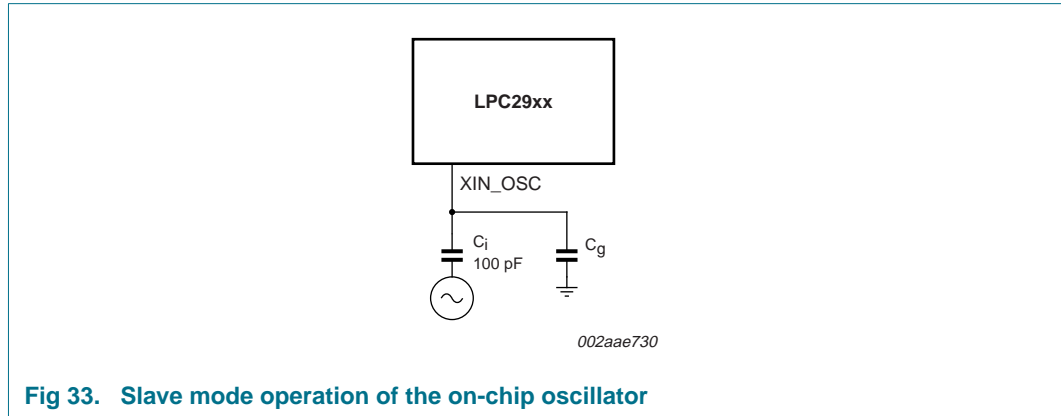 LPC29xx
XIN_OSC
Ci
100 pF
Cg
002aae730
Fig 33. Slave mode operation of the on-chip oscillator